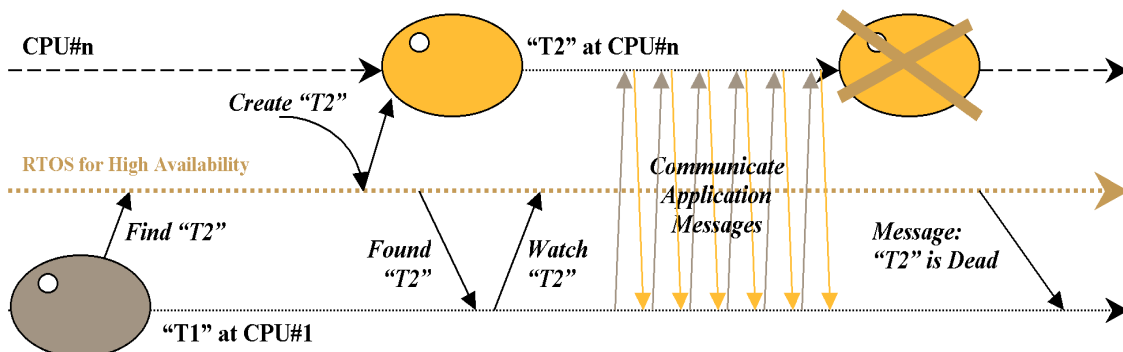 CPU#n
“T2” at CPU#n
Create “T2”
RTOS for High Availability
Communicate
Application
Messages
Find “T2”
Found
“T2”
Watch
“T2”
Message:
“T2” is Dead
“T1” at CPU#1